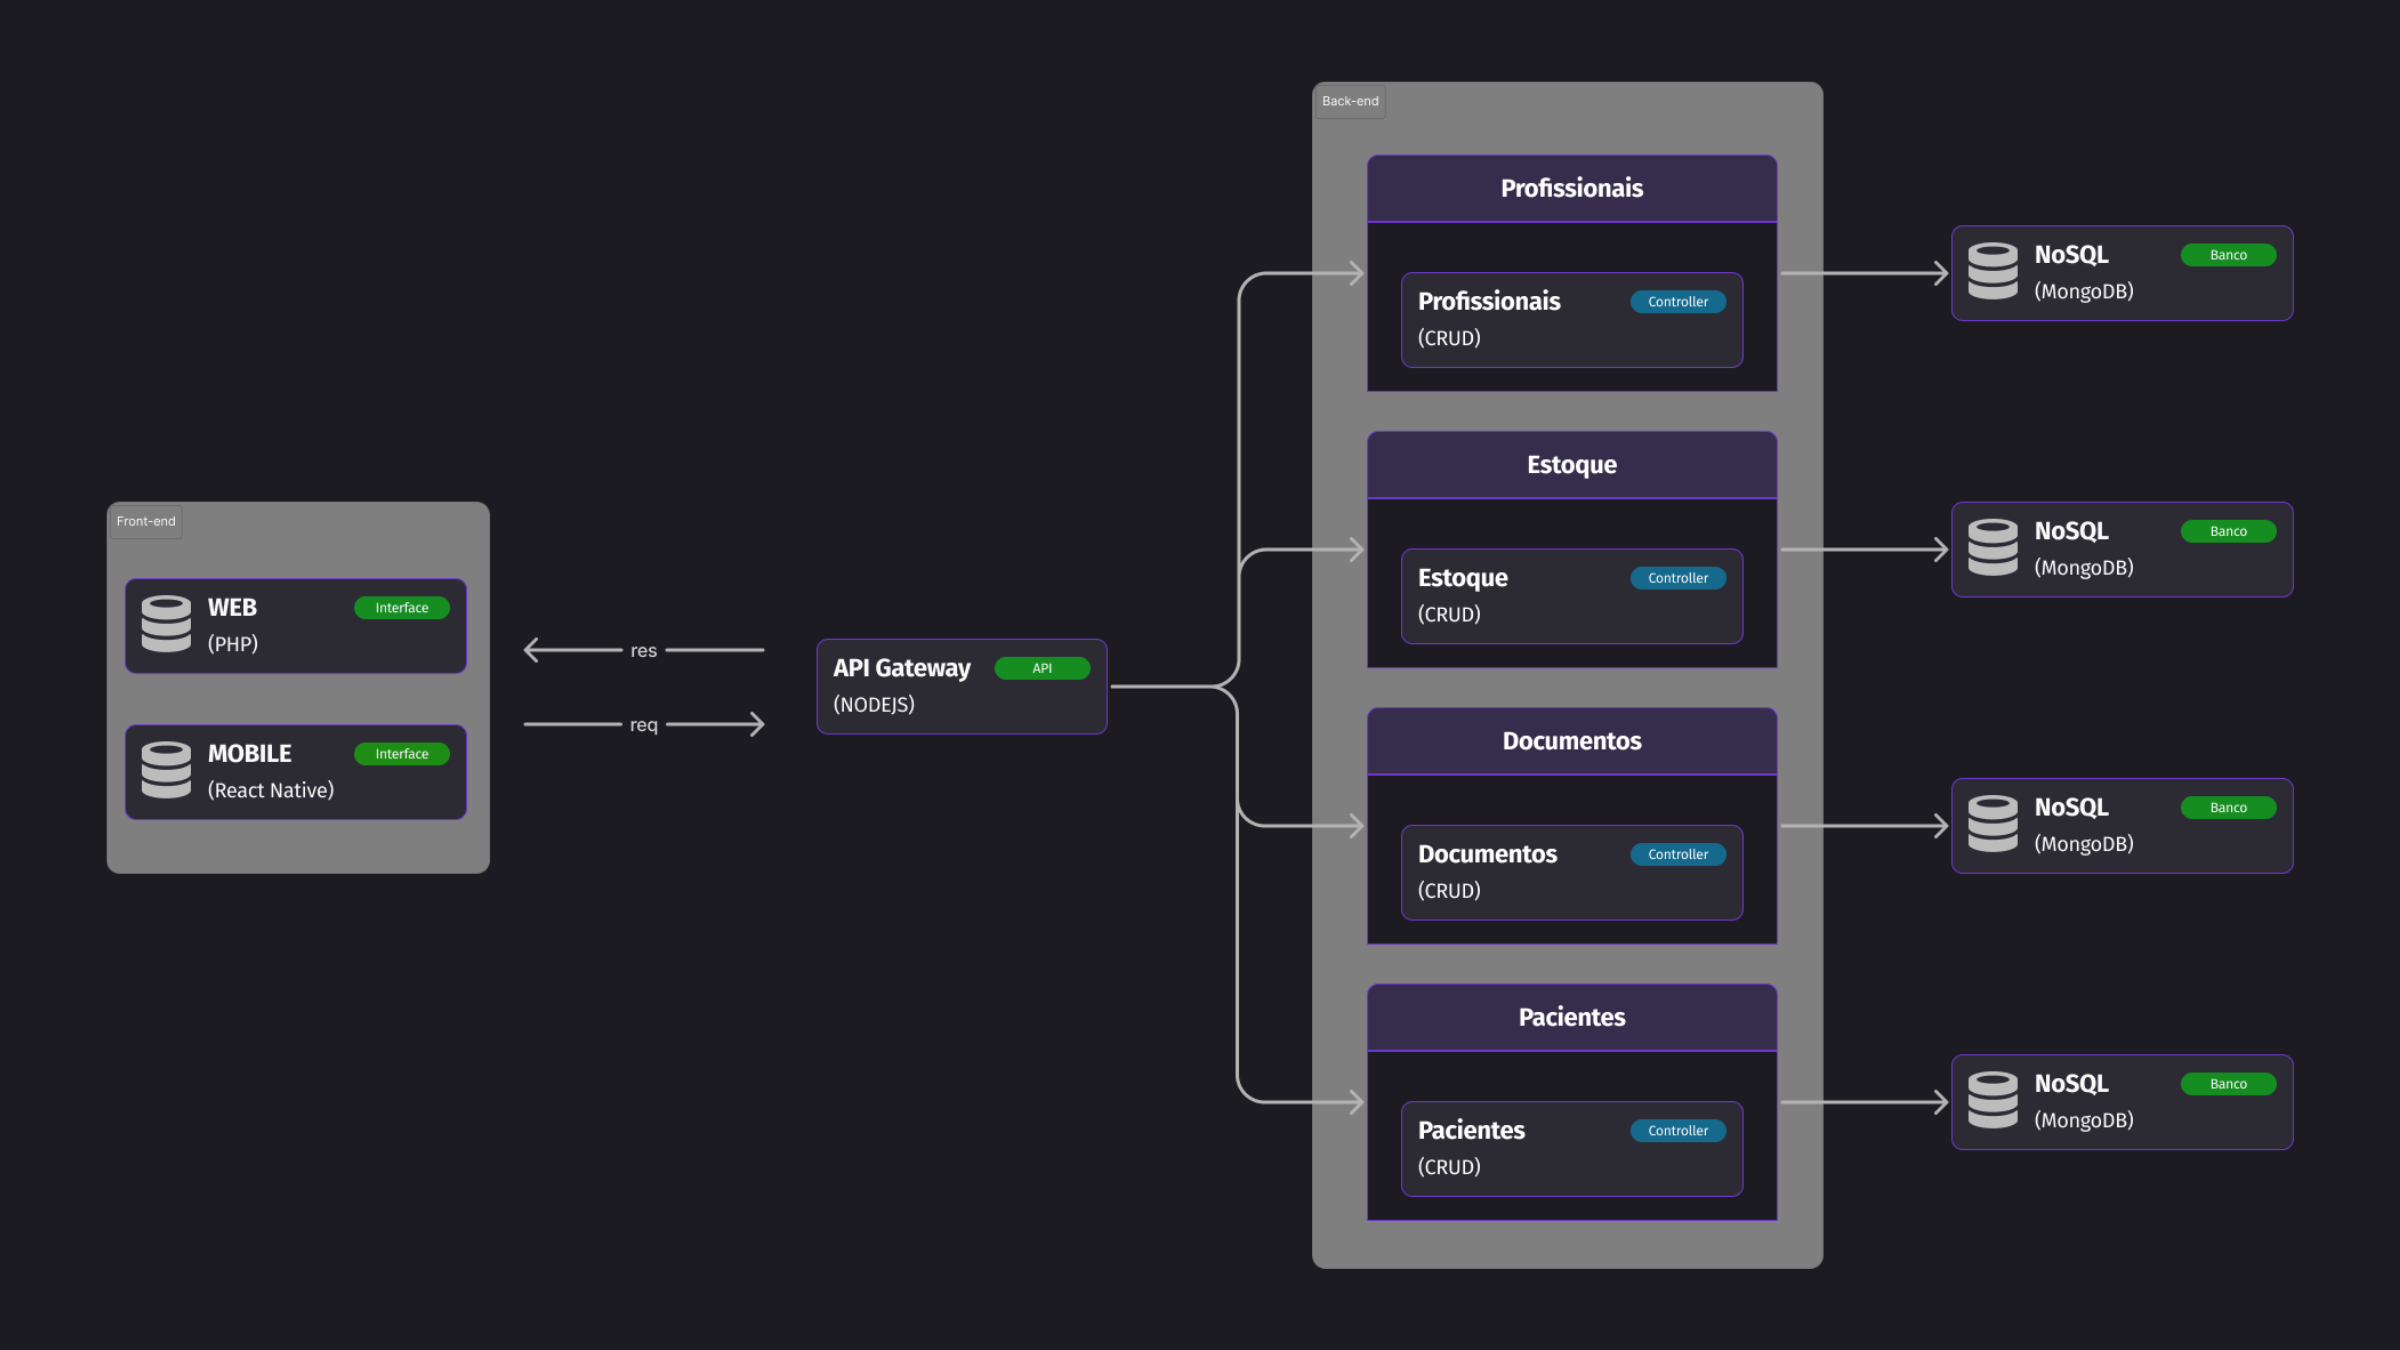 Front-end
WEB
Interface
(PHP)
MOBILE
Interface
(React Native)
res
req
API Gateway
API
(NODEJS)
Back-end
Profissionais
Profissionais
Controller
(CRUD)
Estoque
Estoque
Controller
(CRUD)
Documentos
Documentos
Controller
(CRUD)
Pacientes
Pacientes
Controller
(CRUD)
NoSQL
Banco
(MongoDB)
NoSQL
Banco
(MongoDB)
NoSQL
Banco
(MongoDB)
NoSQL
Banco
(MongoDB)